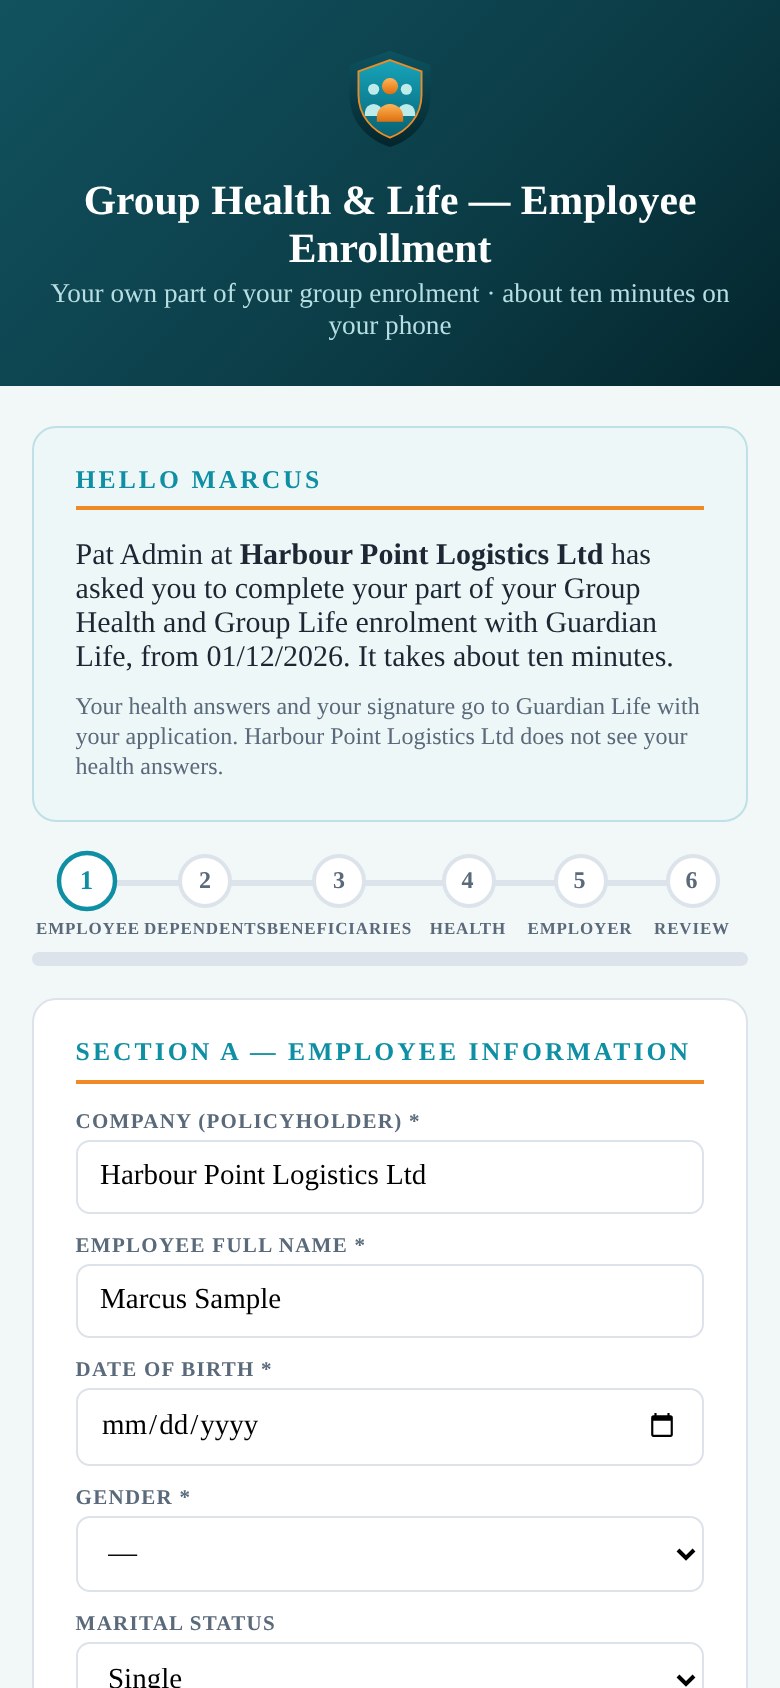 Group Health & Life — Employee
Enrollment
Your own part of your group enrolment · about ten minutes on
your phone
HELLO MARCUS
Pat Admin at Harbour Point Logistics Ltd has
asked you to complete your part of your Group
Health and Group Life enrolment with Guardian
Life, from 01/12/2026. It takes about ten minutes.
Your health answers and your signature go to Guardian Life with
your application. Harbour Point Logistics Ltd does not see your
health answers.
1 2 3 4 5 6
EMPLOYEE DEPENDENTS BENEFICIARIES HEALTH EMPLOYER REVIEW
SECTION A — EMPLOYEE INFORMATION
COMPANY (POLICYHOLDER) *
Harbour Point Logistics Ltd
EMPLOYEE FULL NAME *
Marcus Sample
DATE OF BIRTH *
mm/dd/yyyy
GENDER *
—
MARITAL STATUS
Single